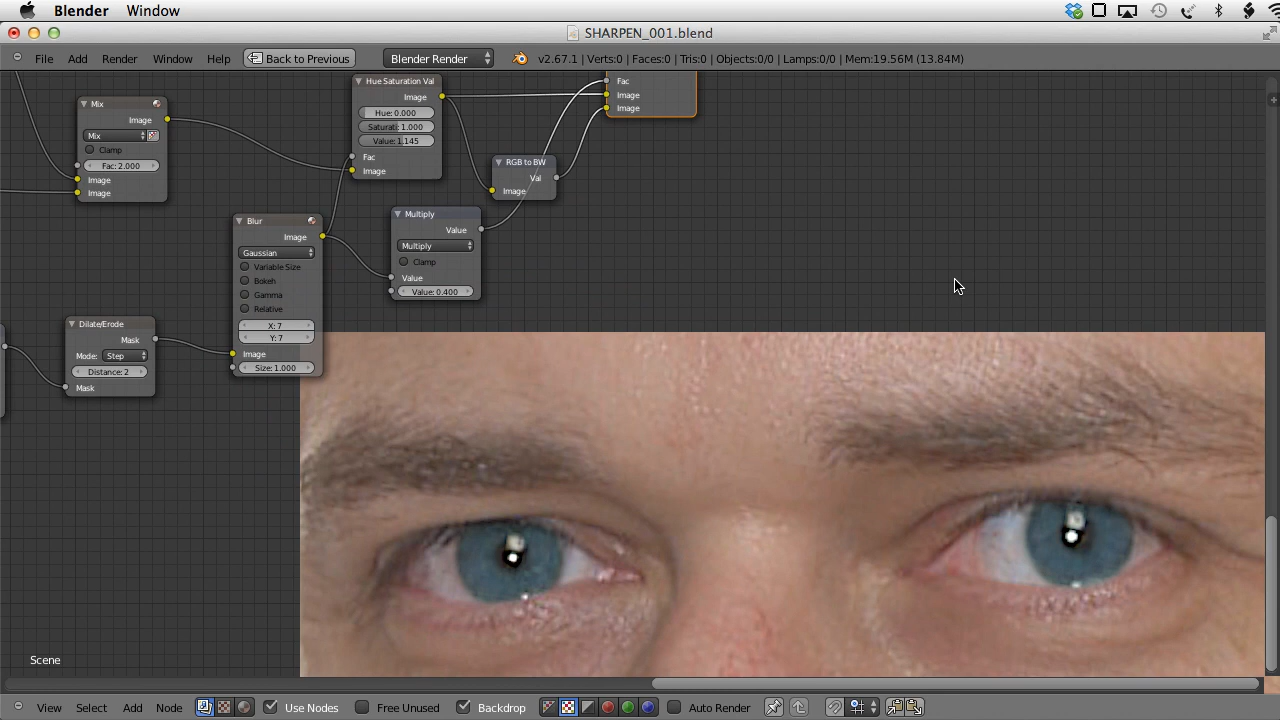 Blender Window
SHARPEN_001.blend
File Add Render Window Help Back to Previous Blender Render v2.67.1 | Verts:0 | Faces:0 | Tris:0 | Objects:0/0 | Lamps:0/0 | Mem:19.56M (13.84M)
Mix
Image
Mix
Clamp
Fac: 2.000
Image
Image
Hue Saturation Val
Image
Hue: 0.000
Saturati: 1.000
Value: 1.145
Fac
Image
Fac
Image
Image
RGB to BW
Val
Image
Blur
Image
Gaussian
Variable Size
Bokeh
Gamma
Relative
X: 7
Y: 7
Image
Size: 1.000
Multiply
Value
Multiply
Clamp
Value
Value: 0.400
Dilate/Erode
Mask
Mode: Step
Distance: 2
Mask
Scene
View Select Add Node Use Nodes Free Unused Backdrop Auto Render